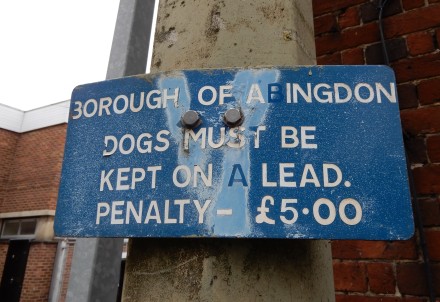 BOROUGH OF ABINGDON
DOGS MUST BE
KEPT ON A LEAD.
PENALTY - £5·00